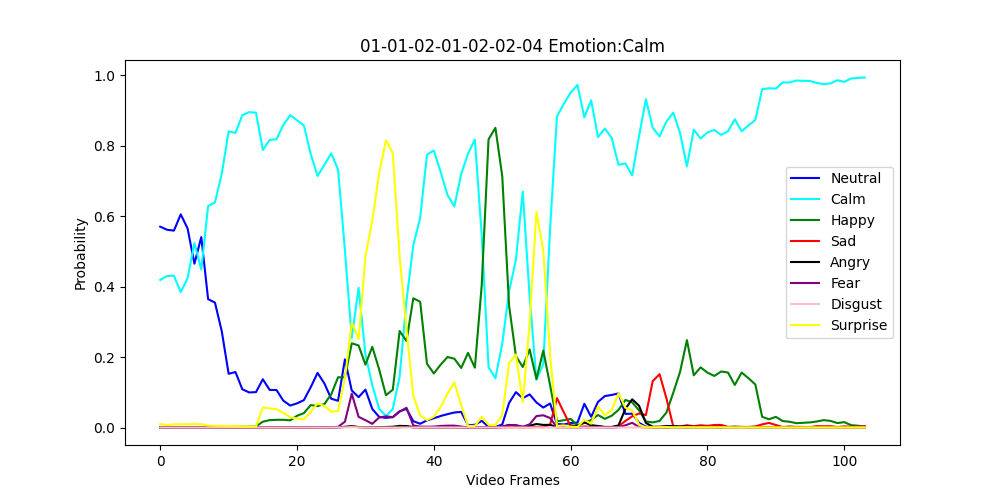 01-01-02-01-02-02-04 Emotion:Calm
Probability
1.0
0.8
0.6
0.4
0.2
0.0
Neutral
Calm
Happy
Sad
Angry
Fear
Disgust
Surprise
0 20 40 60 80 100
Video Frames